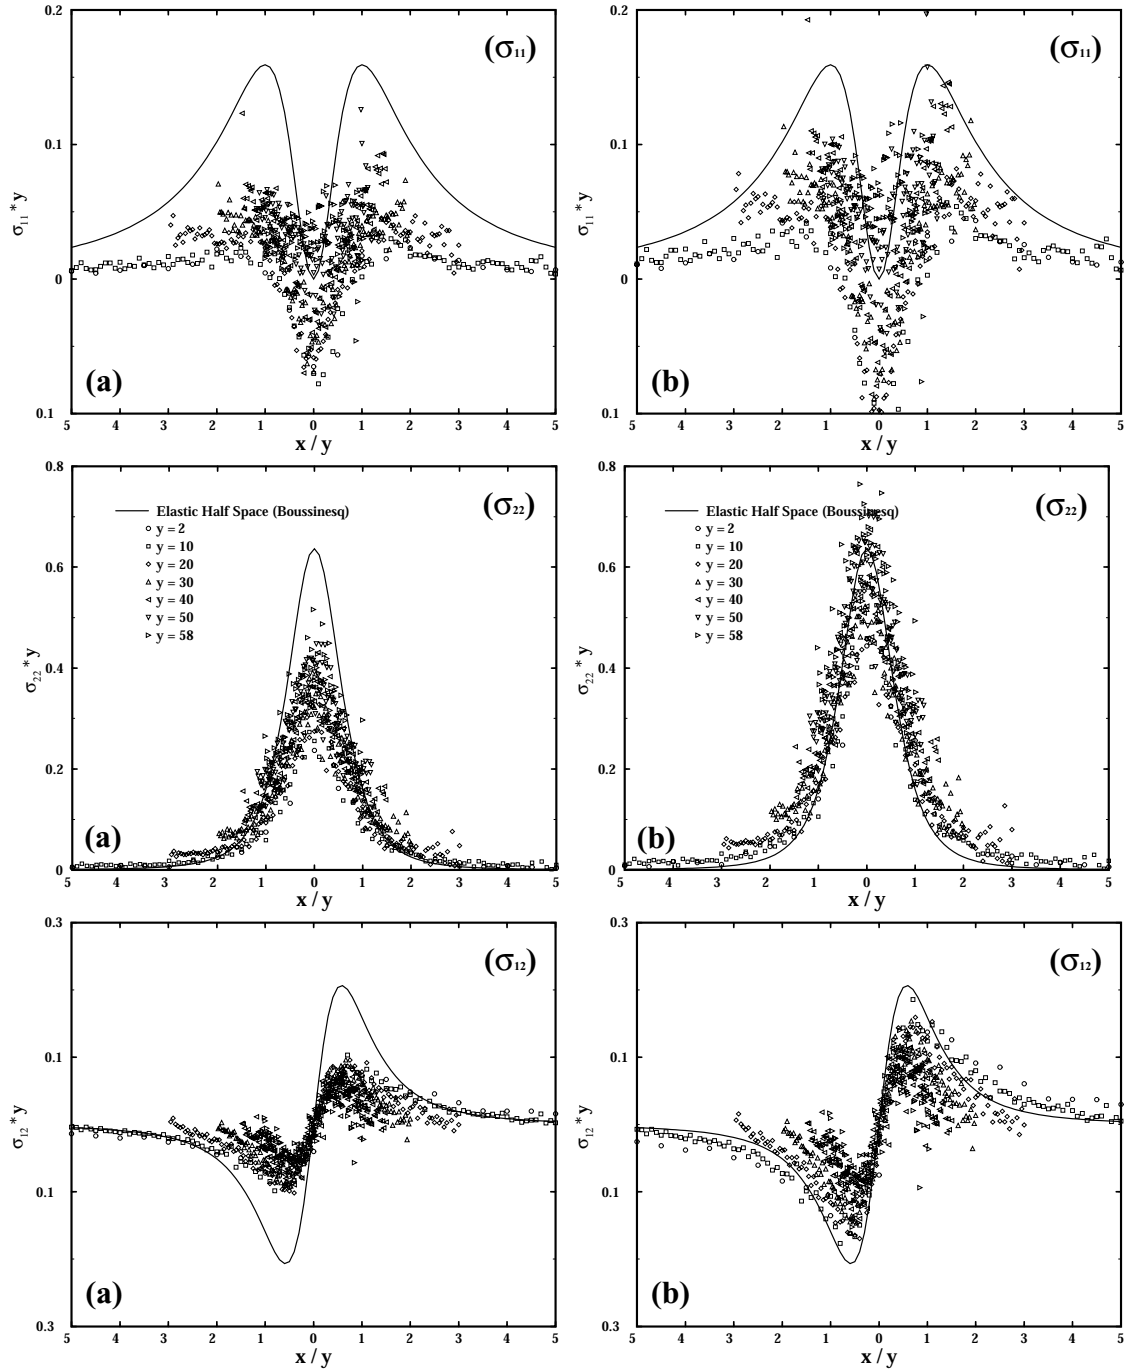 0.2
0.1
0
0.1
σ11 * y
(σ11)
(a)
5 4 3 2 1 0 1 2 3 4 5
x / y
0.2
0.1
0
0.1
σ11 * y
(σ11)
(b)
5 4 3 2 1 0 1 2 3 4 5
x / y
0.8
0.6
0.4
0.2
0
σ22 * y
(σ22)
Elastic Half Space (Boussinesq)
y = 2
y = 10
y = 20
y = 30
y = 40
y = 50
y = 58
(a)
5 4 3 2 1 0 1 2 3 4 5
x / y
0.8
0.6
0.4
0.2
0
σ22 * y
(σ22)
Elastic Half Space (Boussinesq)
y = 2
y = 10
y = 20
y = 30
y = 40
y = 50
y = 58
(b)
5 4 3 2 1 0 1 2 3 4 5
x / y
0.3
0.1
0.1
0.3
σ12 * y
(σ12)
(a)
5 4 3 2 1 0 1 2 3 4 5
x / y
0.3
0.1
0.1
0.3
σ12 * y
(σ12)
(b)
5 4 3 2 1 0 1 2 3 4 5
x / y